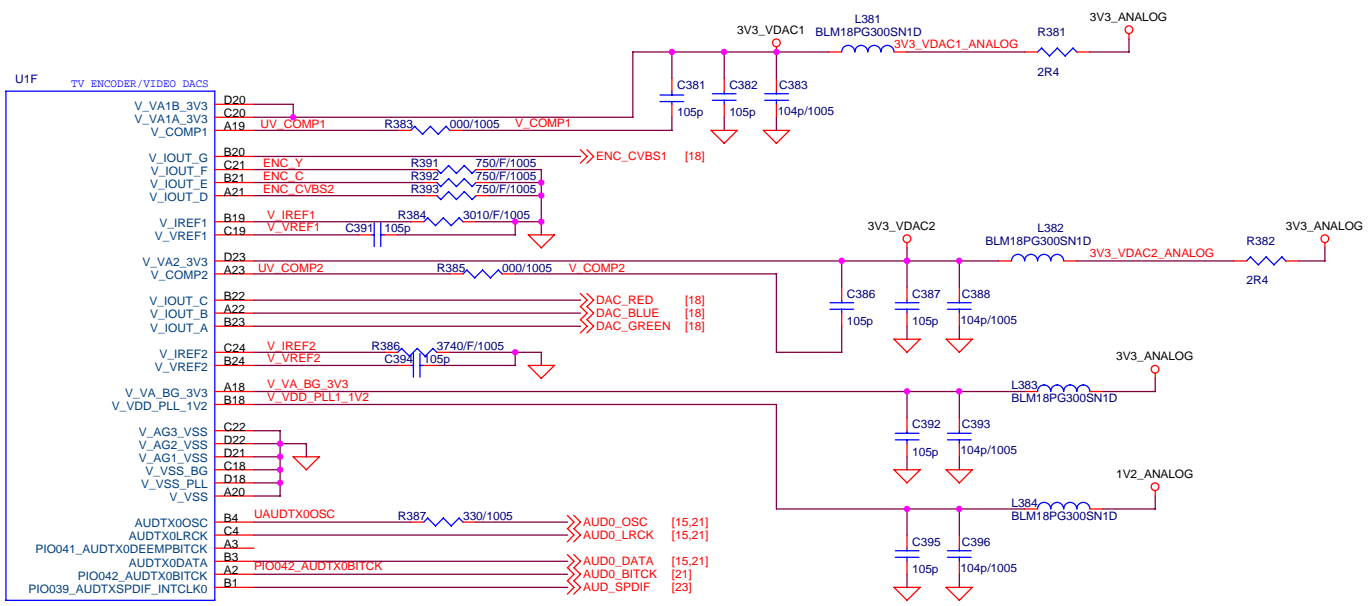 3V3_VDAC1
L381
BLM18PG300SN1D
3V3_VDAC1_ANALOG
R381
2R4
3V3_ANALOG
C381
105p
C382
105p
C383
104p/1005
U1F
TV ENCODER/VIDEO DACS
V_VA1B_3V3 D20
V_VA1A_3V3 C20
V_COMP1 A19 UV_COMP1 R383 000/1005 V_COMP1
V_IOUT_G B20 ENC_CVBS1 [18]
V_IOUT_F C21 ENC_Y R391 750/F/1005
V_IOUT_E B21 ENC_C R392 750/F/1005
V_IOUT_D A21 ENC_CVBS2 R393 750/F/1005
V_IREF1 B19 V_IREF1 R384 3010/F/1005
V_VREF1 C19 V_VREF1 C391 105p
3V3_VDAC2
L382
BLM18PG300SN1D
3V3_VDAC2_ANALOG
R382
2R4
3V3_ANALOG
V_VA2_3V3 D23
V_COMP2 A23 UV_COMP2 R385 000/1005 V_COMP2
C386
105p
C387
105p
C388
104p/1005
V_IOUT_C B22 DAC_RED [18]
V_IOUT_B A22 DAC_BLUE [18]
V_IOUT_A B23 DAC_GREEN [18]
V_IREF2 C24 V_IREF2 R386 3740/F/1005
V_VREF2 B24 V_VREF2 C394 105p
3V3_ANALOG
V_VA_BG_3V3 A18 V_VA_BG_3V3
L383
BLM18PG300SN1D
V_VDD_PLL_1V2 B18 V_VDD_PLL1_1V2
C392
105p
C393
104p/1005
V_AG3_VSS C22
V_AG2_VSS D22
V_AG1_VSS D21
V_VSS_BG C18
V_VSS_PLL D18
V_VSS A20
1V2_ANALOG
L384
BLM18PG300SN1D
C395
105p
C396
104p/1005
AUDTX0OSC B4 UAUDTX0OSC R387 330/1005 AUD0_OSC [15,21]
AUDTX0LRCK C4 AUD0_LRCK [15,21]
PIO041_AUDTX0DEEMPBITCK A3
AUDTX0DATA B3 AUD0_DATA [15,21]
PIO042_AUDTX0BITCK A2 PIO042_AUDTX0BITCK AUD0_BITCK [21]
PIO039_AUDTXSPDIF_INTCLK0 B1 AUD_SPDIF [23]